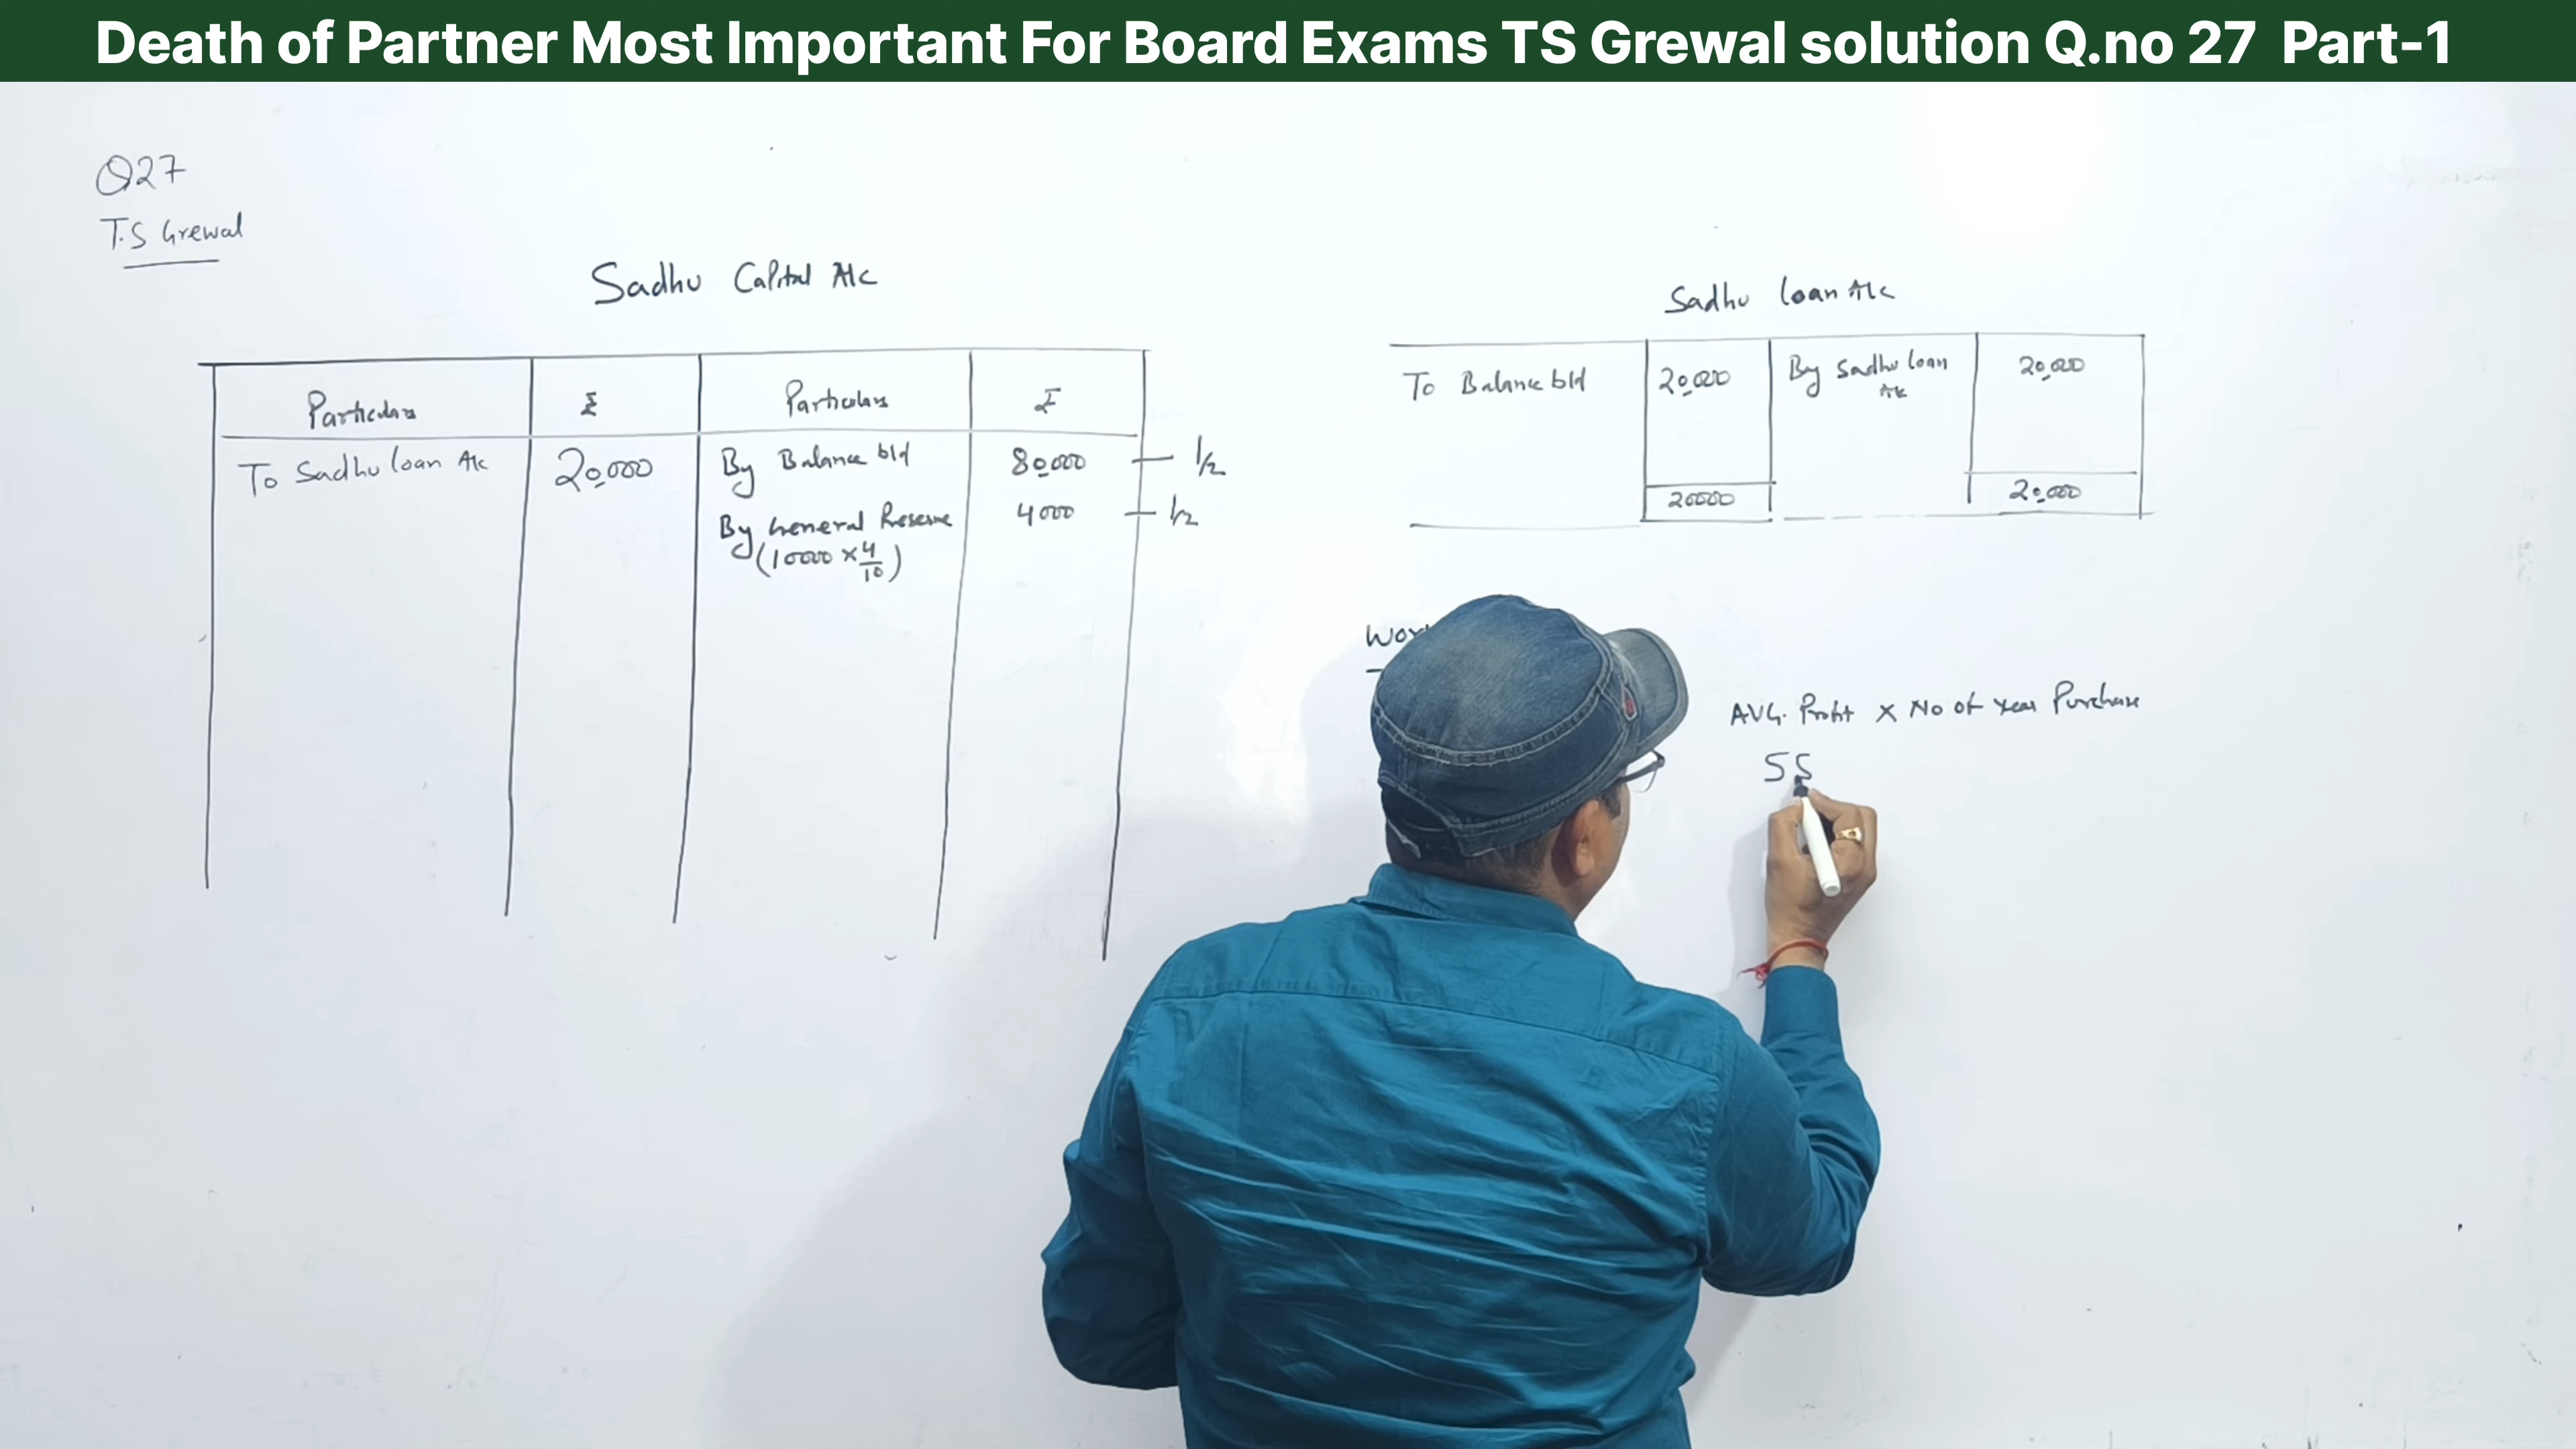 Death of Partner Most Important For Board Exams TS Grewal solution Q.no 27 Part-1
Q27
T.S Grewal
Sadhu Capital A/c
Particulars ₹ Particulars ₹
To Sadhu loan A/c 20,000 By Balance b/d 80,000 1/2
By General Reserve 4000 1/2
(10000 × 4/10)
Sadhu loan A/c
To Balance b/d 20,000 By Sadhu loan A/c 20,000
20000 20,000
AVG. Profit × No of Year Purchase
55